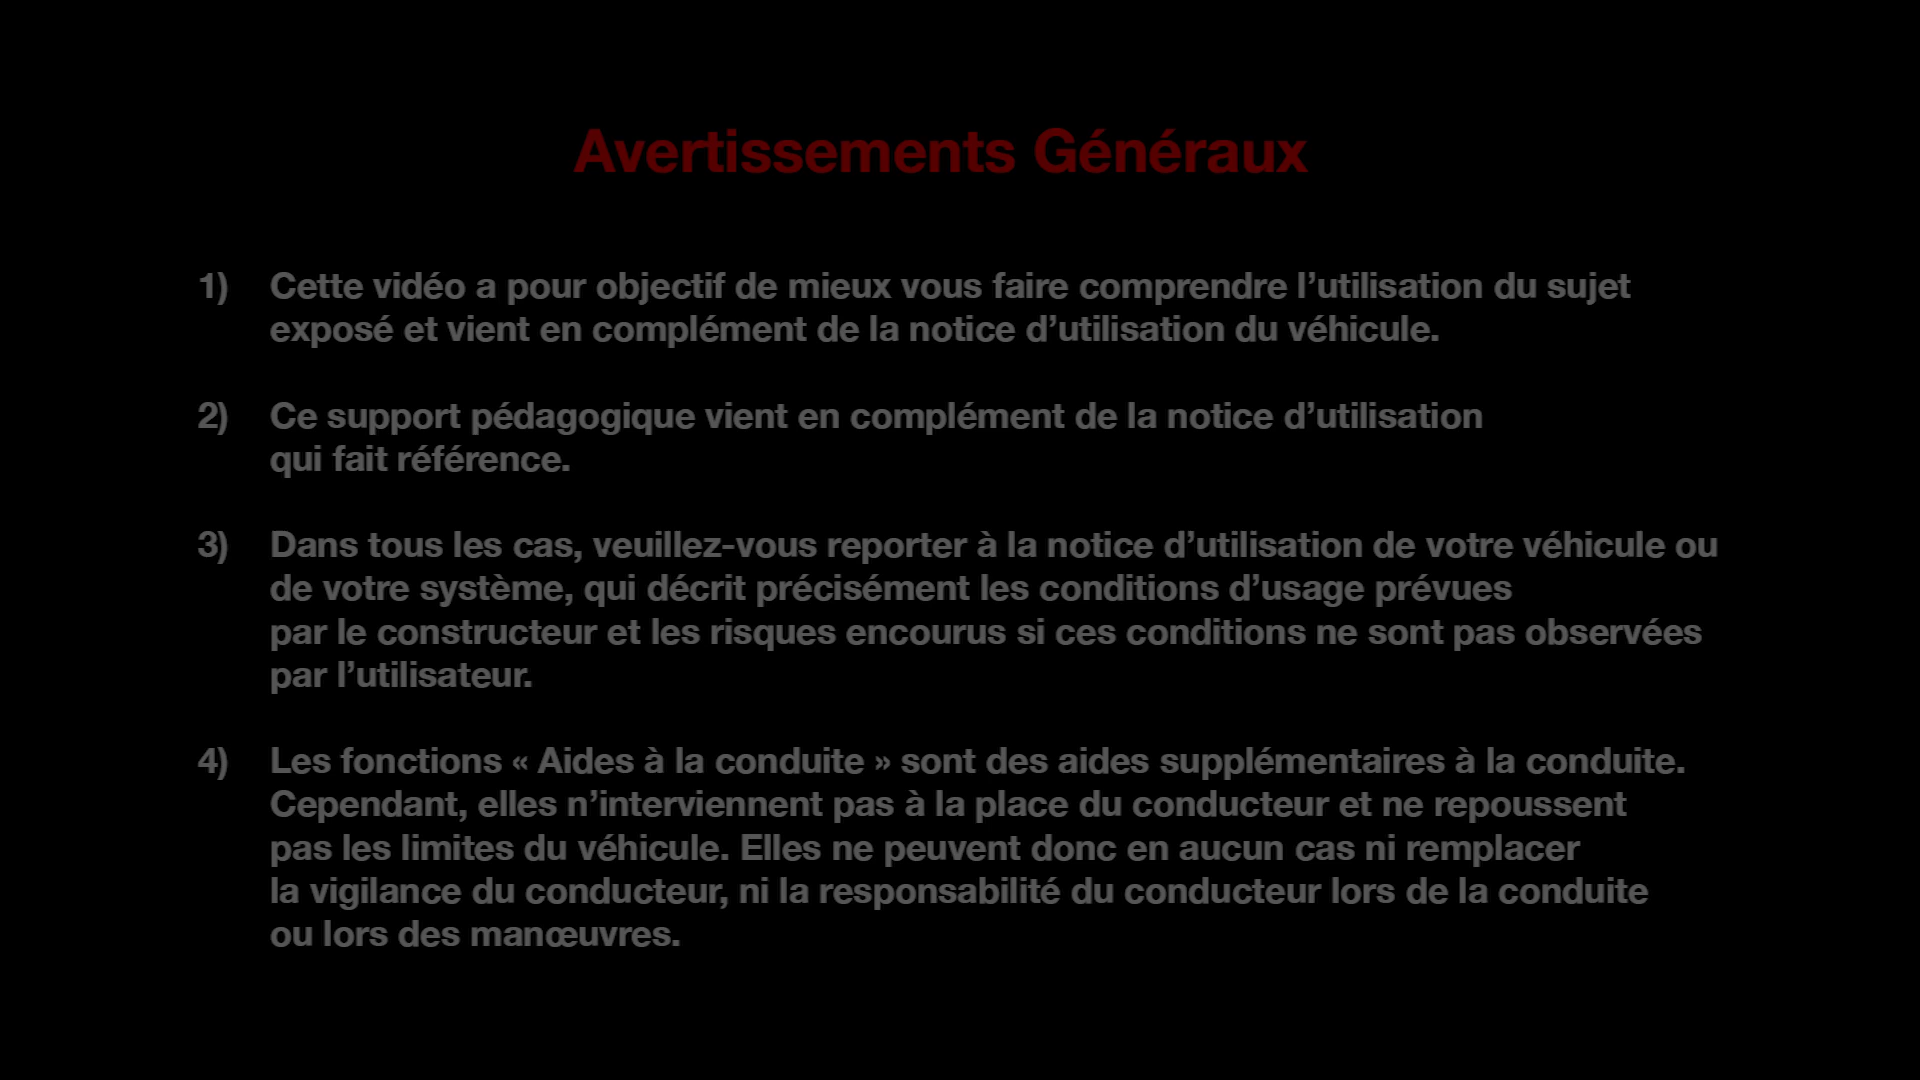 Avertissements Généraux
1) Cette vidéo a pour objectif de mieux vous faire comprendre l’utilisation du sujet
exposé et vient en complément de la notice d’utilisation du véhicule.
2) Ce support pédagogique vient en complément de la notice d’utilisation
qui fait référence.
3) Dans tous les cas, veuillez-vous reporter à la notice d’utilisation de votre véhicule ou
de votre système, qui décrit précisément les conditions d’usage prévues
par le constructeur et les risques encourus si ces conditions ne sont pas observées
par l’utilisateur.
4) Les fonctions « Aides à la conduite » sont des aides supplémentaires à la conduite.
Cependant, elles n’interviennent pas à la place du conducteur et ne repoussent
pas les limites du véhicule. Elles ne peuvent donc en aucun cas ni remplacer
la vigilance du conducteur, ni la responsabilité du conducteur lors de la conduite
ou lors des manœuvres.